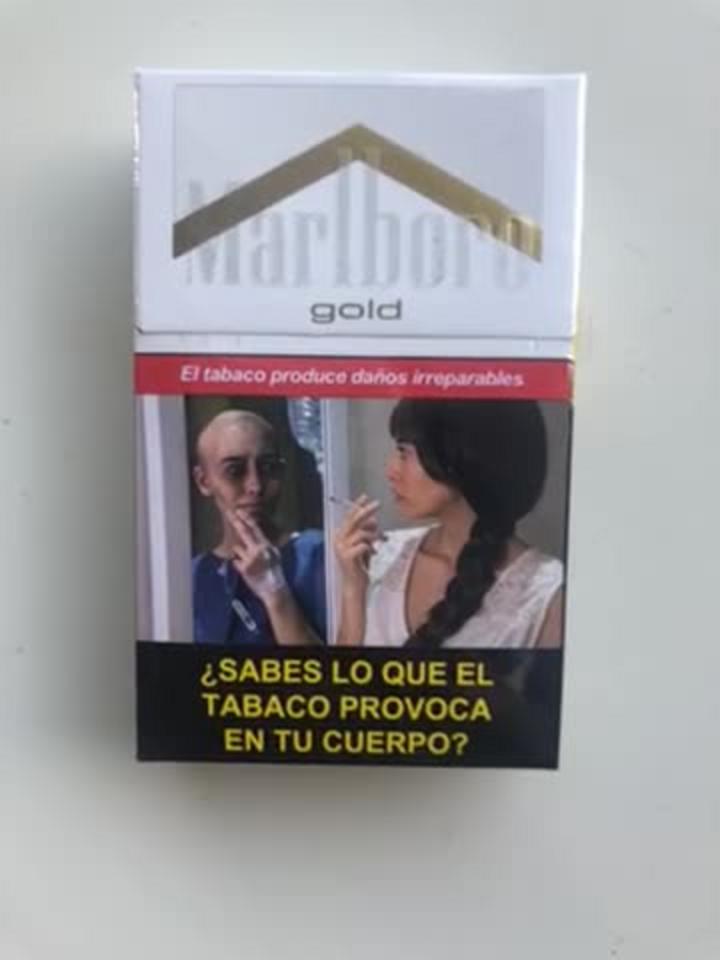 Marlboro
gold
El tabaco produce daños irreparables
¿SABES LO QUE EL
TABACO PROVOCA
EN TU CUERPO?